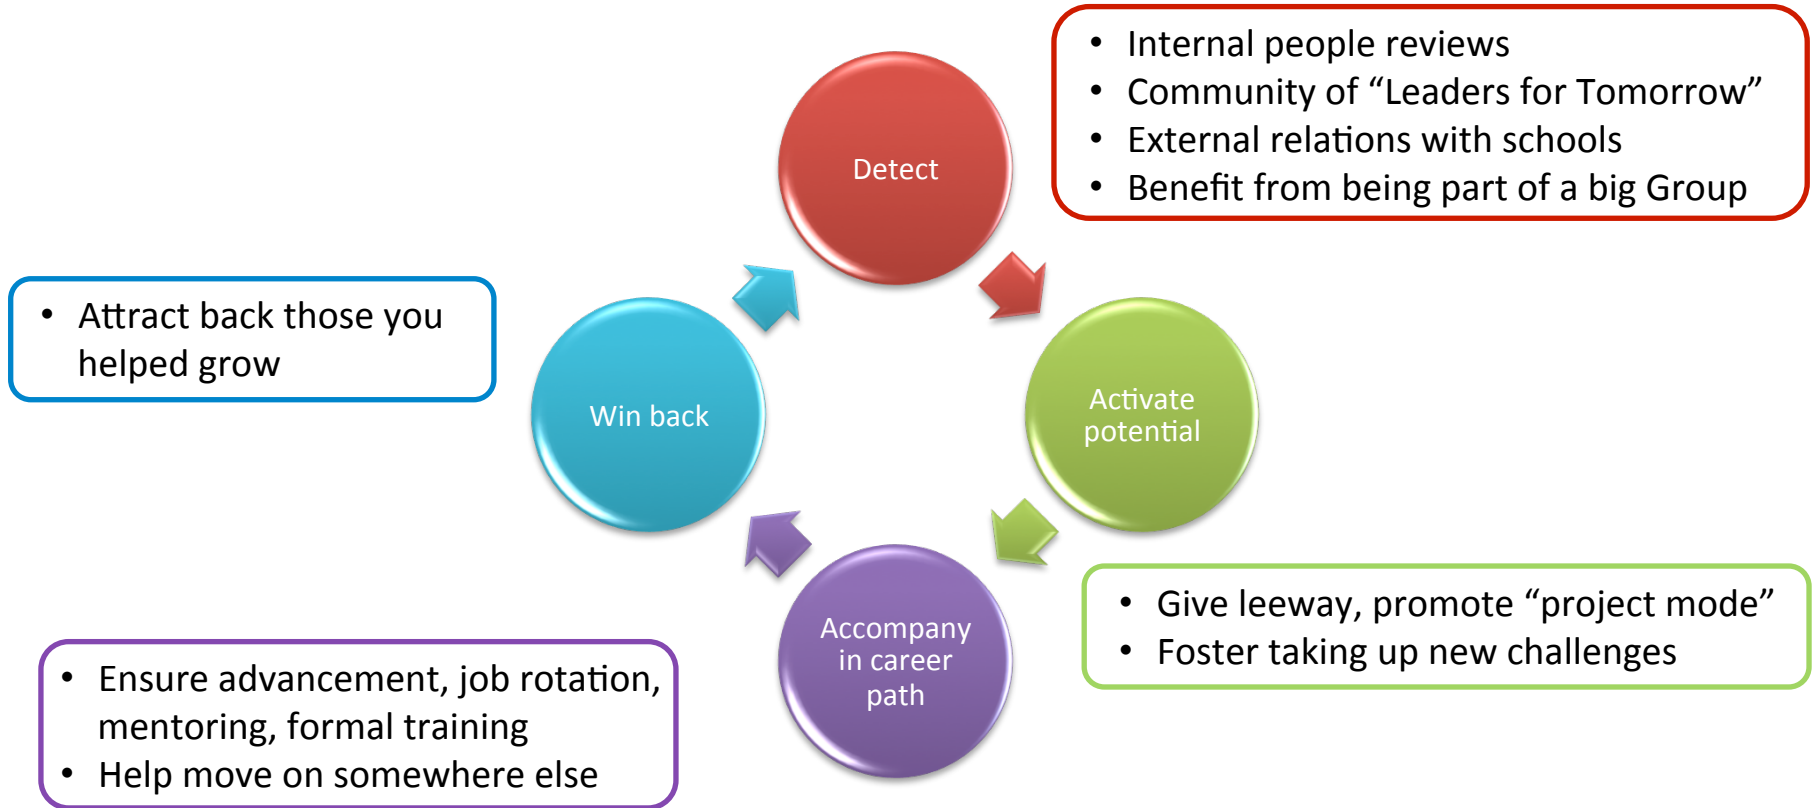 Detect
• Internal people reviews
• Community of “Leaders for Tomorrow”
• External relations with schools
• Benefit from being part of a big Group
Activate
potential
• Give leeway, promote “project mode”
• Foster taking up new challenges
Accompany
in career
path
• Ensure advancement, job rotation,
mentoring, formal training
• Help move on somewhere else
Win back
• Attract back those you
helped grow